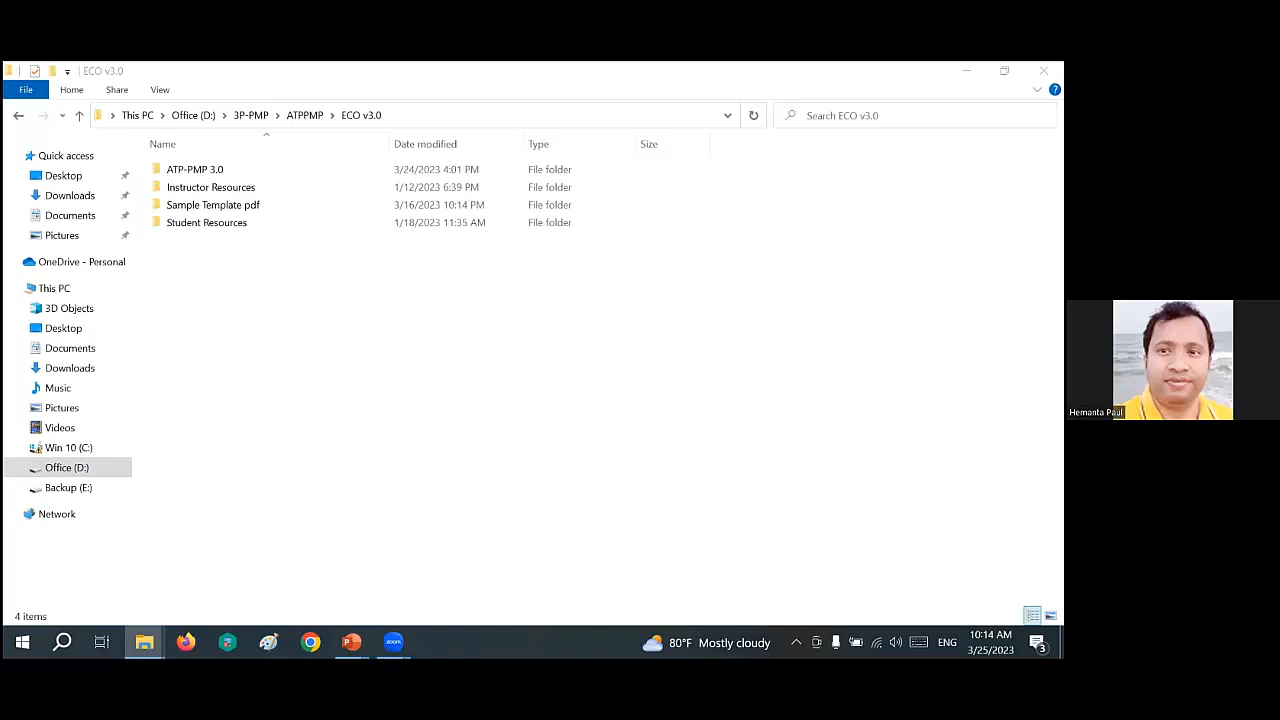 ECO v3.0
File Home Share View
This PC Office (D:) 3P-PMP ATPPMP ECO v3.0
Search ECO v3.0
Name Date modified Type Size
ATP-PMP 3.0 3/24/2023 4:01 PM File folder
Instructor Resources 1/12/2023 6:39 PM File folder
Sample Template pdf 3/16/2023 10:14 PM File folder
Student Resources 1/18/2023 11:35 AM File folder
Quick access
Desktop
Downloads
Documents
Pictures
OneDrive - Personal
This PC
3D Objects
Desktop
Documents
Downloads
Music
Pictures
Videos
Win 10 (C:)
Office (D:)
Backup (E:)
Network
4 items
Hemanta Paul
zoom
80°F Mostly cloudy
ENG
10:14 AM
3/25/2023
3